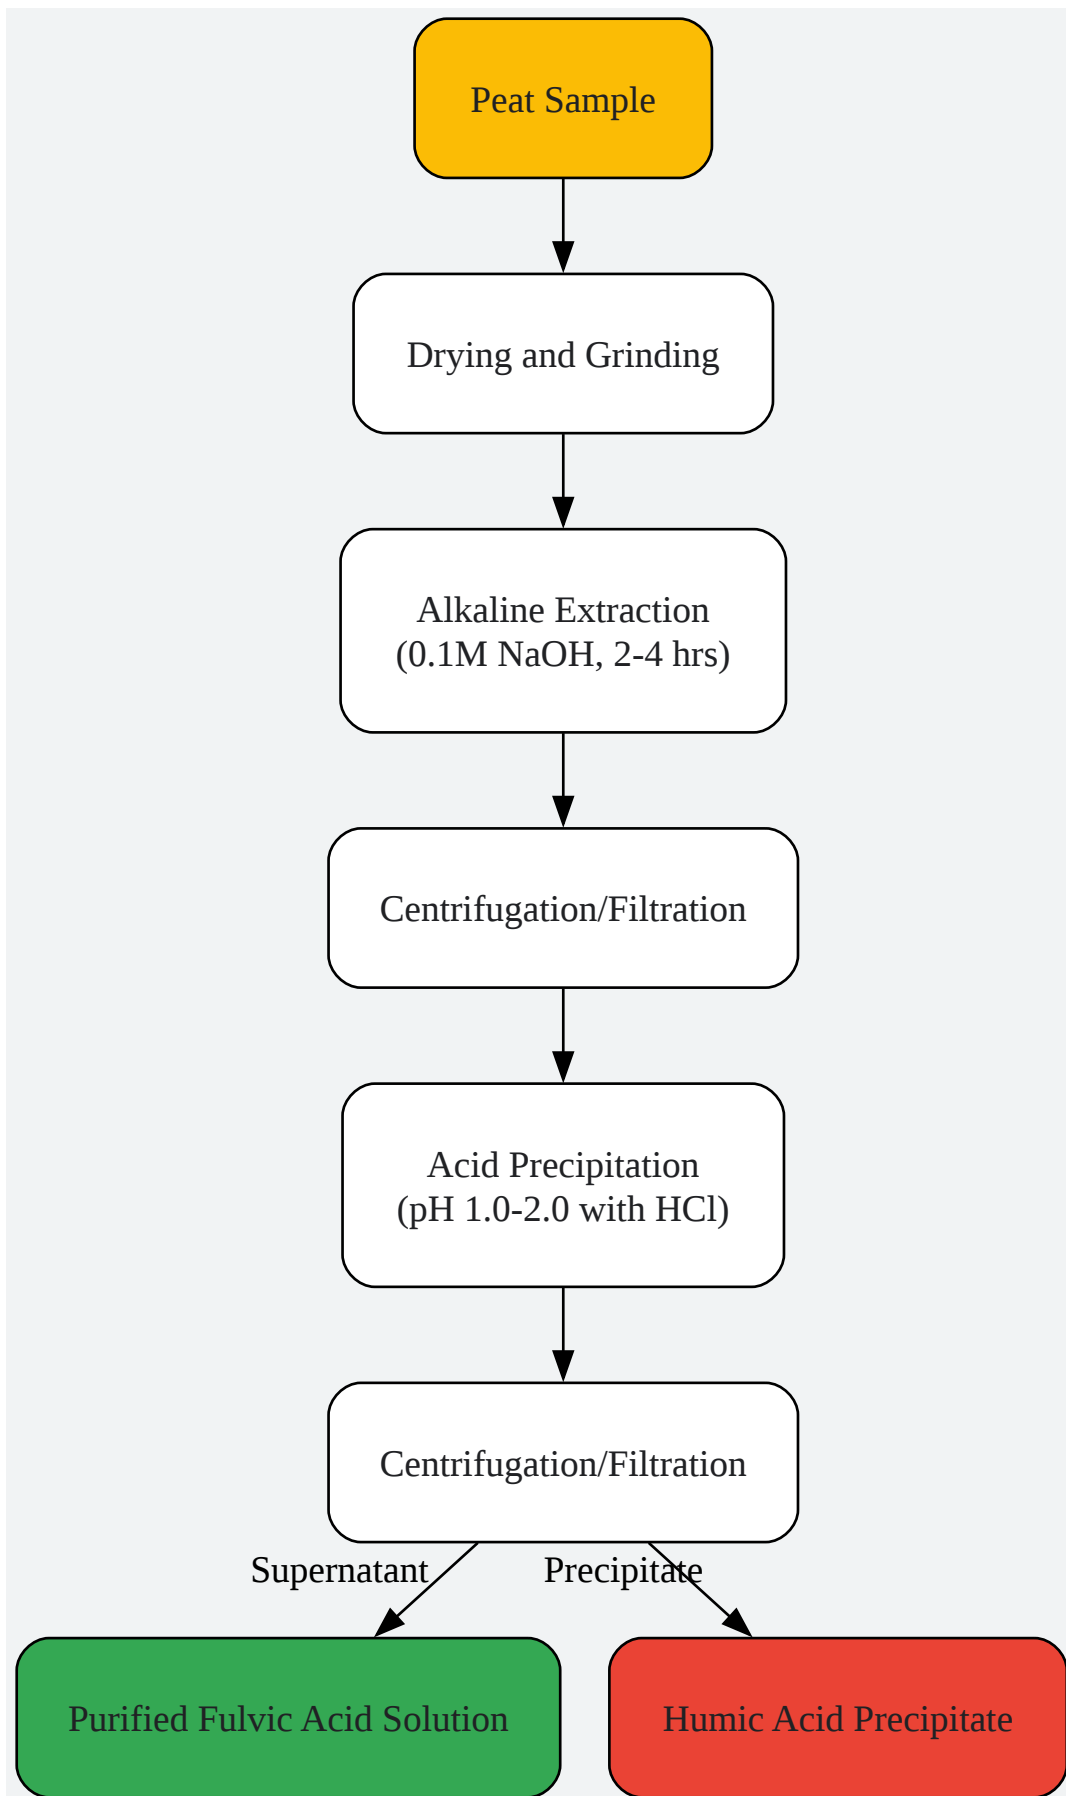 Peat Sample
Drying and Grinding
Alkaline Extraction
(0.1M NaOH, 2-4 hrs)
Centrifugation/Filtration
Acid Precipitation
(pH 1.0-2.0 with HCl)
Centrifugation/Filtration
Supernatant
Precipitate
Purified Fulvic Acid Solution
Humic Acid Precipitate